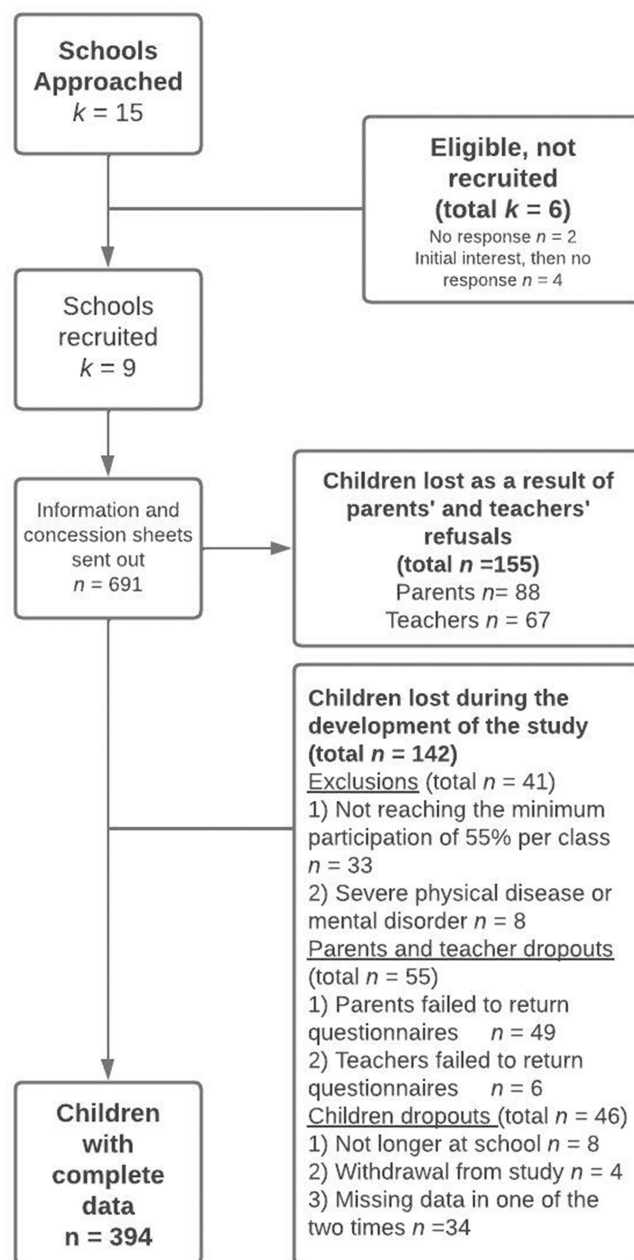 Schools
Approached
k = 15
Eligible, not
recruited
(total k = 6)
No response n = 2
Initial interest, then no
response n = 4
Schools
recruited
k = 9
Information and
concession sheets
sent out
n = 691
Children lost as a result of
parents' and teachers'
refusals
(total n =155)
Parents n= 88
Teachers n = 67
Children lost during the
development of the study
(total n = 142)
Exclusions (total n = 41)
1) Not reaching the minimum
participation of 55% per class
n = 33
2) Severe physical disease or
mental disorder n = 8
Parents and teacher dropouts
(total n = 55)
1) Parents failed to return
questionnaires n = 49
2) Teachers failed to return
questionnaires n = 6
Children dropouts (total n = 46)
1) Not longer at school n = 8
2) Withdrawal from study n = 4
3) Missing data in one of the
two times n =34
Children
with
complete
data
n = 394